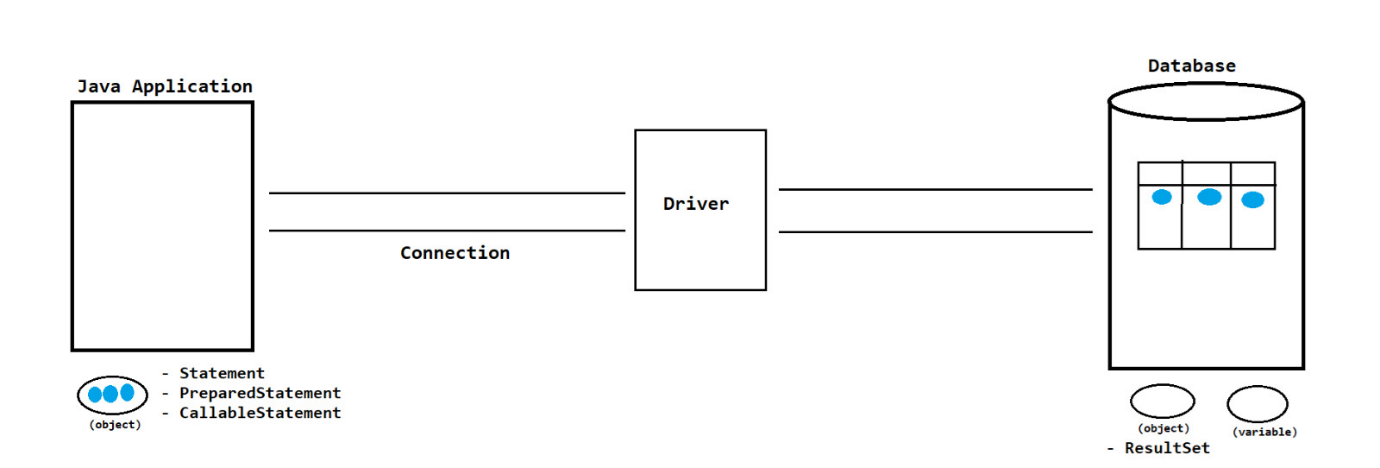 Database
Java Application
Driver
Connection
- Statement
- PreparedStatement
- CallableStatement
(object)
(object)
(variable)
- ResultSet